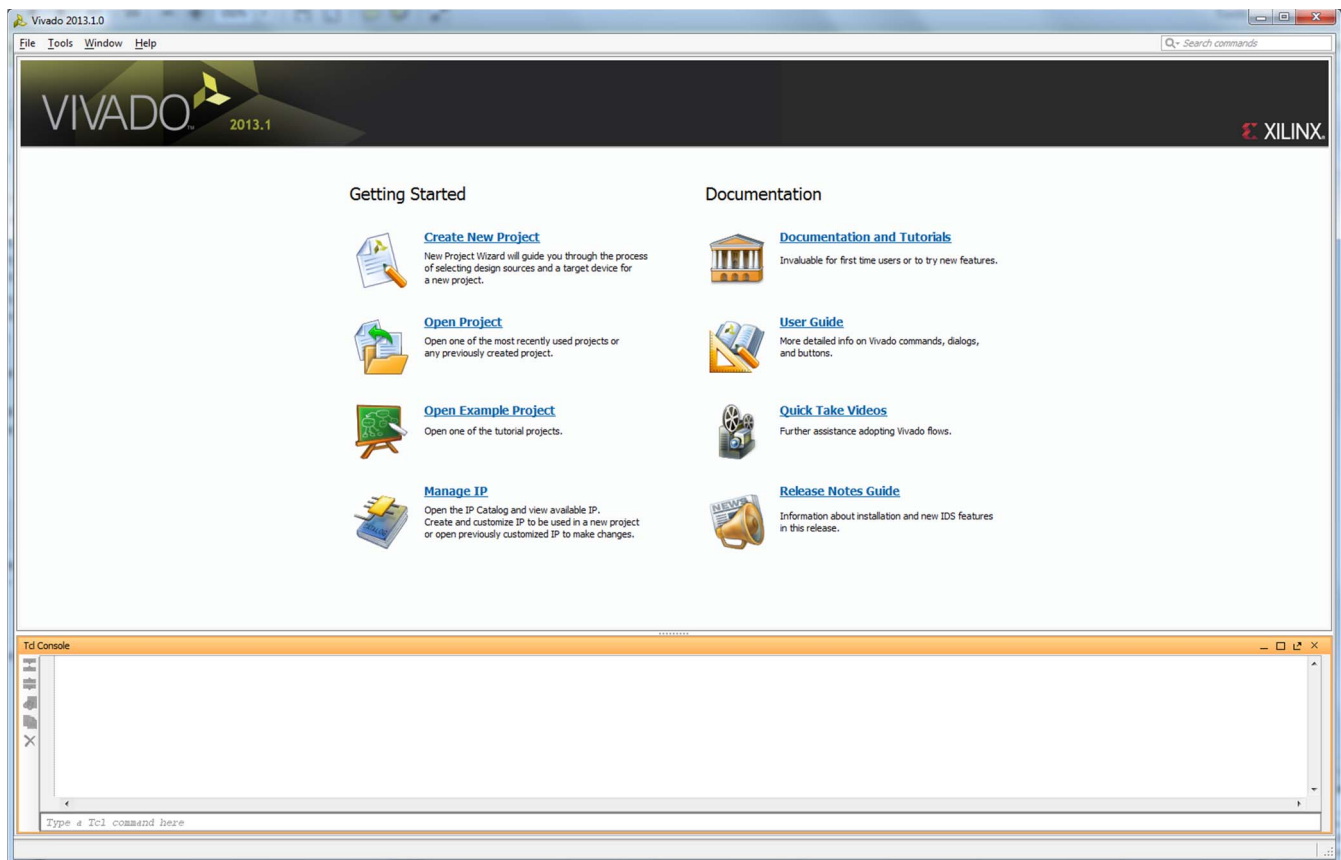 Vivado 2013.1.0
File Tools Window Help
Search commands
VIVADO™ 2013.1
XILINX
Getting Started
Create New Project
New Project Wizard will guide you through the process
of selecting design sources and a target device for
a new project.
Open Project
Open one of the most recently used projects or
any previously created project.
Open Example Project
Open one of the tutorial projects.
Manage IP
Open the IP Catalog and view available IP.
Create and customize IP to be used in a new project
or open previously customized IP to make changes.
Documentation
Documentation and Tutorials
Invaluable for first time users or to try new features.
User Guide
More detailed info on Vivado commands, dialogs,
and buttons.
Quick Take Videos
Further assistance adopting Vivado flows.
NEWS
Release Notes Guide
Information about installation and new IDS features
in this release.
Tcl Console
Type a Tcl command here